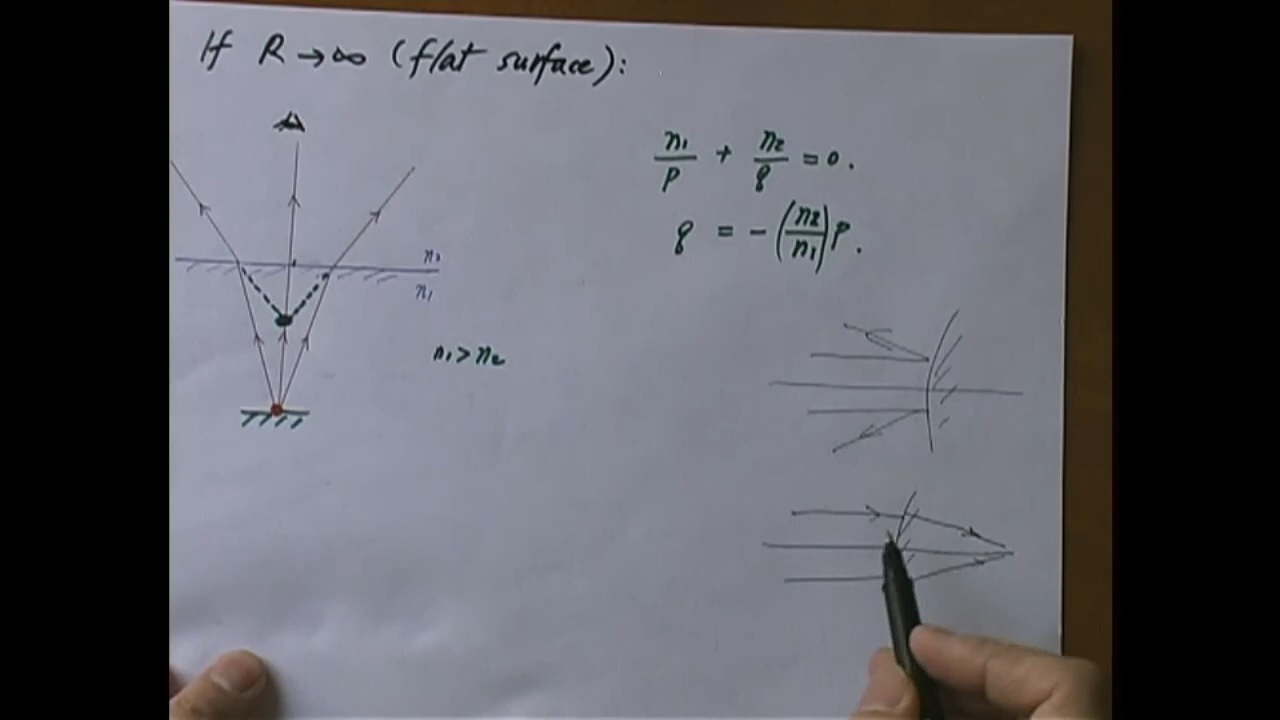 If R→∞ (flat surface):
n1/p + n2/q = 0.
q = -(n2/n1)p.
n2
n1
n1 > n2